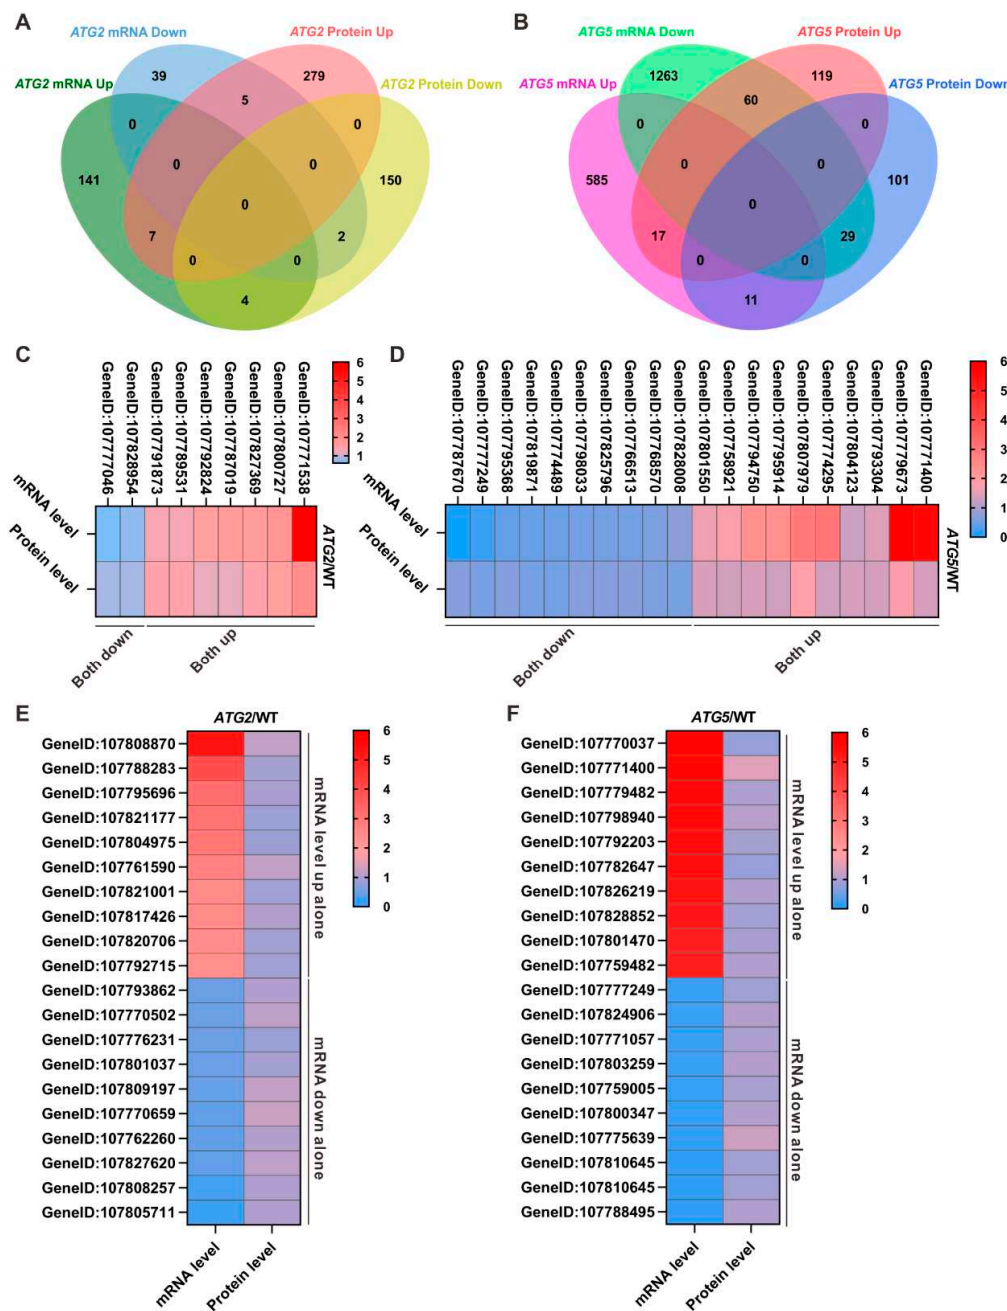 A
ATG2 mRNA Down
ATG2 Protein Up
ATG2 mRNA Up
ATG2 Protein Down
39
279
5
0
0
141
0
0
150
0
7
2
0
0
4
B
ATG5 mRNA Down
ATG5 Protein Up
ATG5 mRNA Up
ATG5 Protein Down
1263
119
60
0
0
585
0
0
101
0
17
29
0
0
11
C
GeneID:107777046
GeneID:107828954
GeneID:107791873
GeneID:107789531
GeneID:107792824
GeneID:107787019
GeneID:107827369
GeneID:107800727
GeneID:107771538
6
5
4
3
2
1
mRNA level
Protein level
ATG2/WT
Both down
Both up
D
GeneID:107787670
GeneID:107777249
GeneID:107795368
GeneID:107819871
GeneID:107774489
GeneID:107798033
GeneID:107825796
GeneID:107766513
GeneID:107768570
GeneID:107828008
GeneID:107801550
GeneID:107758921
GeneID:107794750
GeneID:107795914
GeneID:107807979
GeneID:107774295
GeneID:107804123
GeneID:107793304
GeneID:107779673
GeneID:107771400
6
5
4
3
2
1
0
mRNA level
Protein level
ATG5/WT
Both down
Both up
E
ATG2/WT
GeneID:107808870
GeneID:107788283
GeneID:107795696
GeneID:107821177
GeneID:107804975
GeneID:107761590
GeneID:107821001
GeneID:107817426
GeneID:107820706
GeneID:107792715
GeneID:107793862
GeneID:107770502
GeneID:107776231
GeneID:107801037
GeneID:107809197
GeneID:107770659
GeneID:107762260
GeneID:107827620
GeneID:107808257
GeneID:107805711
mRNA level up alone
mRNA down alone
6
5
4
3
2
1
0
mRNA level
Protein level
F
ATG5/WT
GeneID:107770037
GeneID:107771400
GeneID:107779482
GeneID:107798940
GeneID:107792203
GeneID:107782647
GeneID:107826219
GeneID:107828852
GeneID:107801470
GeneID:107759482
GeneID:107777249
GeneID:107824906
GeneID:107771057
GeneID:107803259
GeneID:107759005
GeneID:107800347
GeneID:107775639
GeneID:107810645
GeneID:107810645
GeneID:107788495
mRNA level up alone
mRNA down alone
6
5
4
3
2
1
0
mRNA level
Protein level